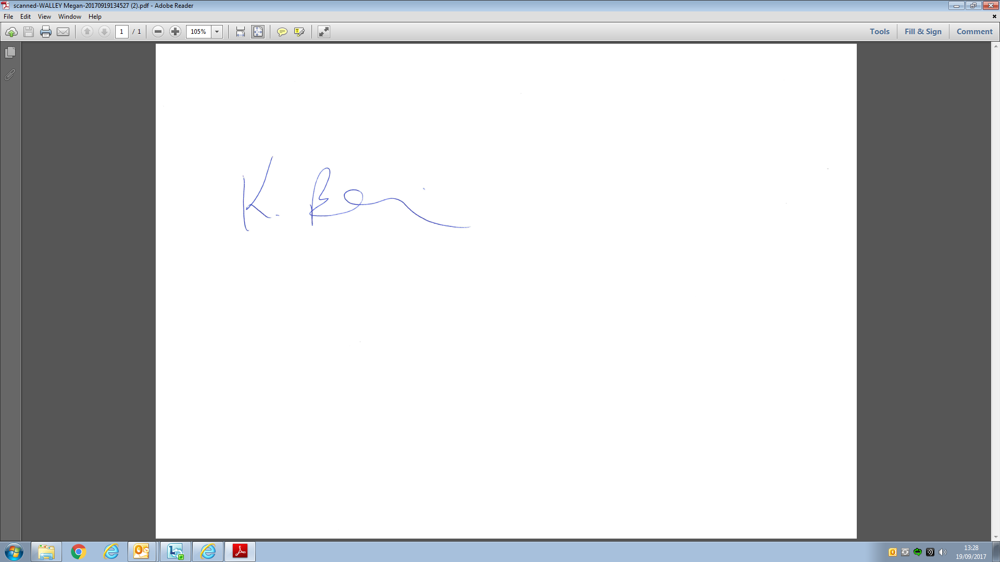 scanned-WALLEY Megan-20170919134527 (2).pdf - Adobe Reader
File Edit View Window Help
1 / 1 105% Tools Fill & Sign Comment
K. 
13:28
19/09/2017